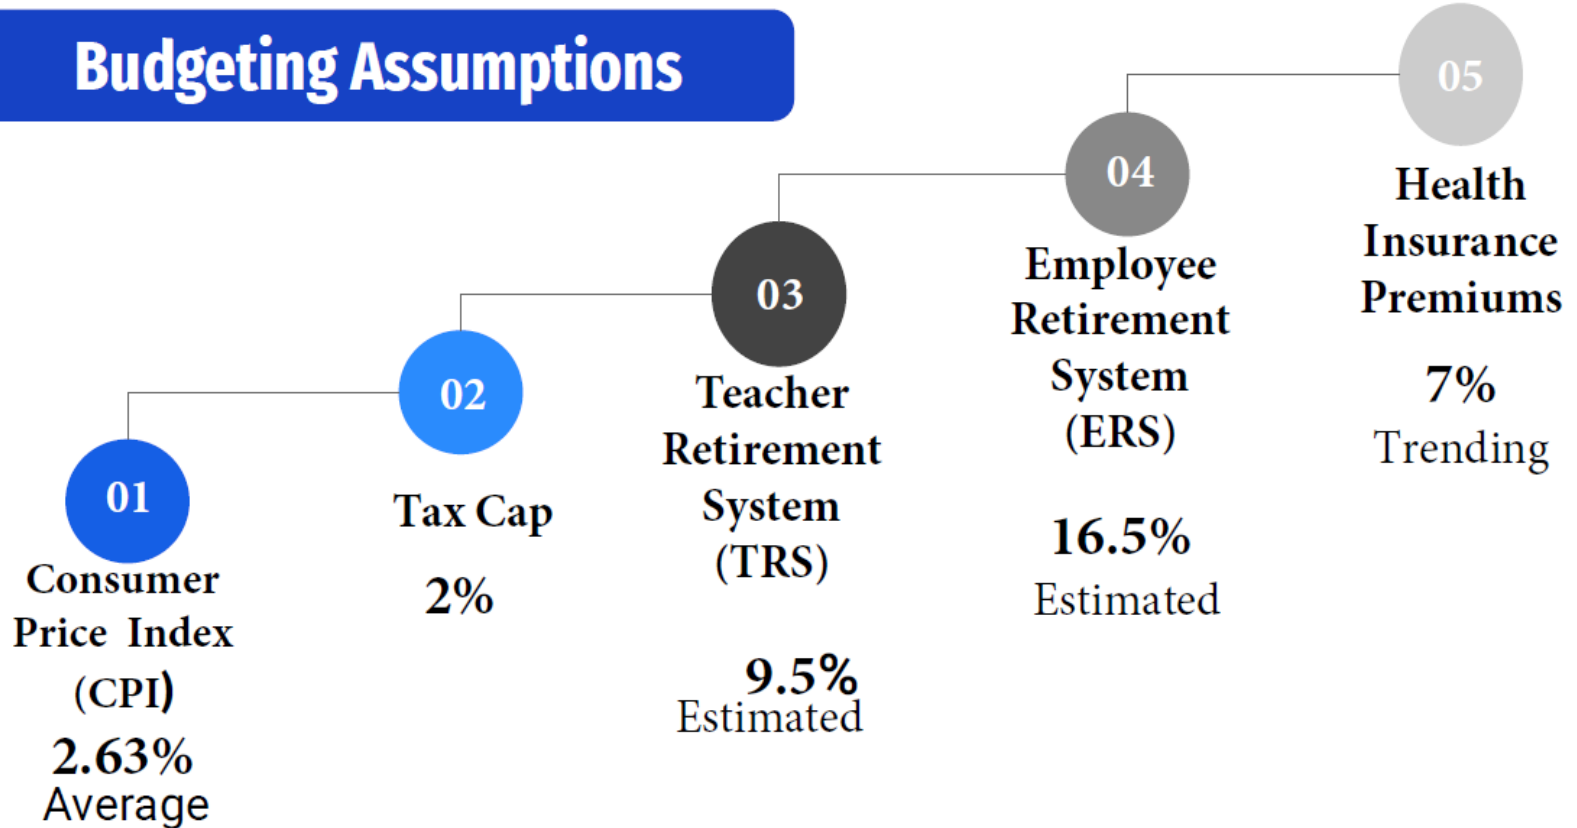 Budgeting Assumptions
01
Consumer
Price Index
(CPI)
2.63%
Average
02
Tax Cap
2%
03
Teacher
Retirement
System
(TRS)
9.5%
Estimated
04
Employee
Retirement
System
(ERS)
16.5%
Estimated
05
Health
Insurance
Premiums
7%
Trending